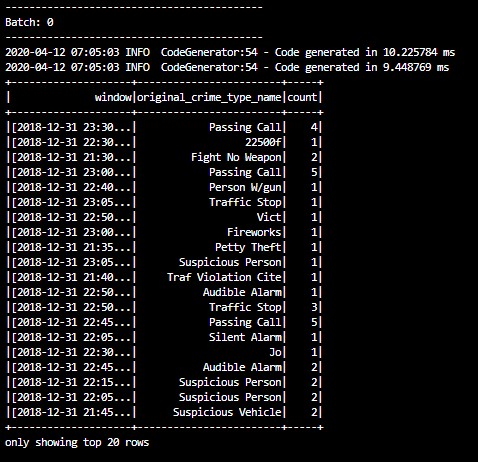 -------------------------------------------
Batch: 0
-------------------------------------------
2020-04-12 07:05:03 INFO  CodeGenerator:54 - Code generated in 10.225784 ms
2020-04-12 07:05:03 INFO  CodeGenerator:54 - Code generated in 9.448769 ms
+--------------------+------------------------+-----+
|              window|original_crime_type_name|count|
+--------------------+------------------------+-----+
|[2018-12-31 23:30...|            Passing Call|    4|
|[2018-12-31 22:30...|                  22500f|    1|
|[2018-12-31 21:30...|         Fight No Weapon|    2|
|[2018-12-31 23:00...|            Passing Call|    5|
|[2018-12-31 22:40...|            Person W/gun|    1|
|[2018-12-31 23:05...|            Traffic Stop|    1|
|[2018-12-31 22:50...|                    Vict|    1|
|[2018-12-31 23:00...|               Fireworks|    1|
|[2018-12-31 21:35...|             Petty Theft|    1|
|[2018-12-31 23:05...|       Suspicious Person|    1|
|[2018-12-31 21:40...|     Traf Violation Cite|    1|
|[2018-12-31 22:50...|           Audible Alarm|    1|
|[2018-12-31 22:50...|            Traffic Stop|    3|
|[2018-12-31 22:45...|            Passing Call|    5|
|[2018-12-31 22:05...|            Silent Alarm|    1|
|[2018-12-31 22:30...|                      Jo|    1|
|[2018-12-31 22:45...|           Audible Alarm|    2|
|[2018-12-31 22:15...|       Suspicious Person|    2|
|[2018-12-31 22:05...|       Suspicious Person|    2|
|[2018-12-31 21:45...|      Suspicious Vehicle|    2|
+--------------------+------------------------+-----+
only showing top 20 rows